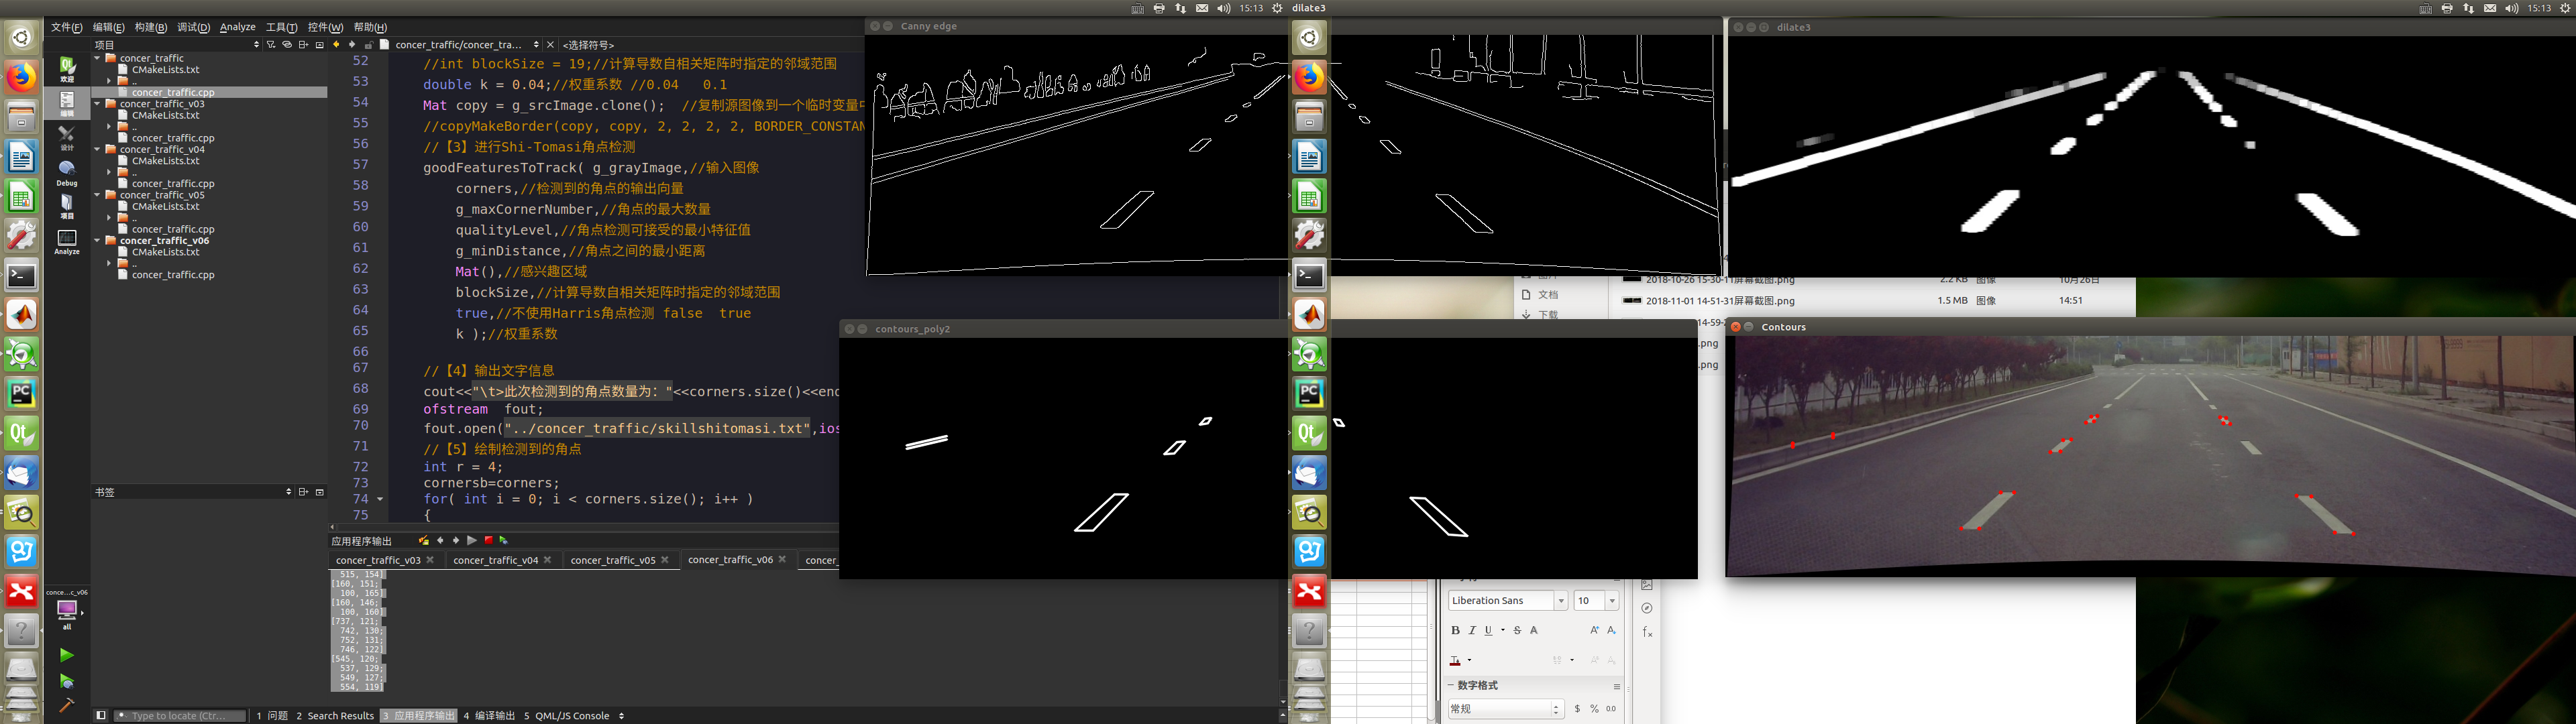 15:13
dilate3
15:13
文件(F) 编辑(E) 构建(B) 调试(D) Analyze 工具(T) 控件(W) 帮助(H)
项目
concer_traffic/concer_tra...
<选择符号>
欢迎
编辑
设计
Debug
项目
Analyze
concer_traffic
CMakeLists.txt
..
concer_traffic.cpp
concer_traffic_v03
CMakeLists.txt
..
concer_traffic.cpp
concer_traffic_v04
CMakeLists.txt
..
concer_traffic.cpp
concer_traffic_v05
CMakeLists.txt
..
concer_traffic.cpp
concer_traffic_v06
CMakeLists.txt
..
concer_traffic.cpp
书签
52 //int blockSize = 19;//计算导数自相关矩阵时指定的邻域范围
53 double k = 0.04;//权重系数 //0.04 0.1
54 Mat copy = g_srcImage.clone(); //复制源图像到一个临时变量中
55 //copyMakeBorder(copy, copy, 2, 2, 2, 2, BORDER_CONSTAN
56 //【3】进行Shi-Tomasi角点检测
57 goodFeaturesToTrack( g_grayImage,//输入图像
58 corners,//检测到的角点的输出向量
59 g_maxCornerNumber,//角点的最大数量
60 qualityLevel,//角点检测可接受的最小特征值
61 g_minDistance,//角点之间的最小距离
62 Mat(),//感兴趣区域
63 blockSize,//计算导数自相关矩阵时指定的邻域范围
64 true,//不使用Harris角点检测 false true
65 k );//权重系数
66
67 //【4】输出文字信息
68 cout<<"\t>此次检测到的角点数量为："<<corners.size()<<end
69 ofstream fout;
70 fout.open("../concer_traffic/skillshitomasi.txt",ios
71 //【5】绘制检测到的角点
72 int r = 4;
73 cornersb=corners;
74 for( int i = 0; i < corners.size(); i++ )
75 {
应用程序输出
concer_traffic_v03 concer_traffic_v04 concer_traffic_v05 concer_traffic_v06 concer_
515, 154]
[160, 151;
100, 165]
[160, 146;
100, 160]
[737, 121;
742, 130;
752, 131;
746, 122]
[545, 120;
537, 129;
549, 127;
554, 119]
conce...c_v06
all
Type to locate (Ctr...
1 问题 2 Search Results 3 应用程序输出 4 编译输出 5 QML/JS Console
Canny edge
dilate3
contours_poly2
Contours
2018-10-26 15-30-11屏幕截图.png 2.2 KB 图像 10月26日
文档
2018-11-01 14-51-31屏幕截图.png 1.5 MB 图像 14:51
下载
.png
.png
Liberation Sans 10
B I U S A
数字格式
常规
$ % 0.0